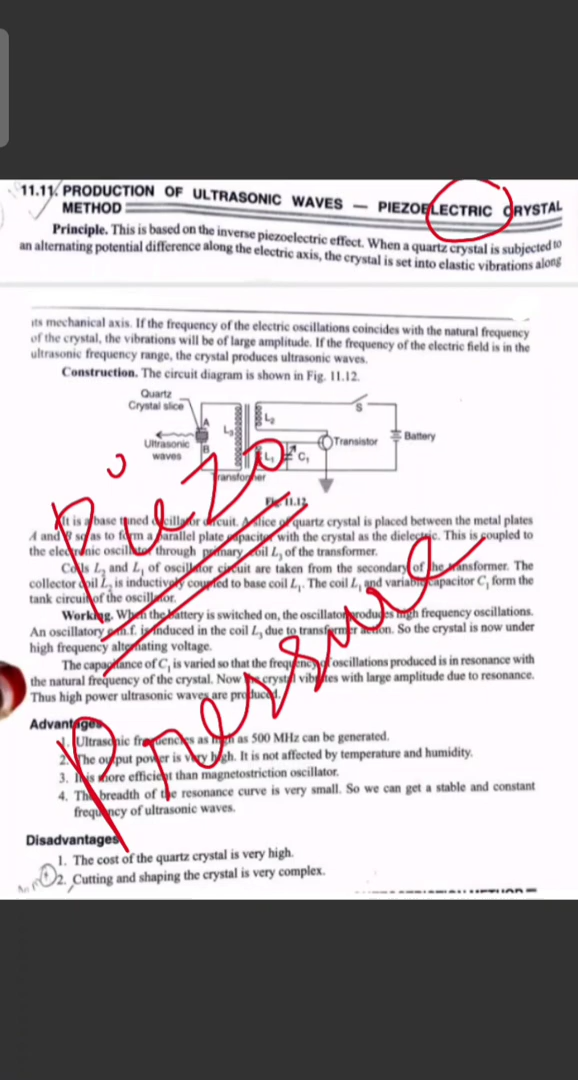 11.11. PRODUCTION OF ULTRASONIC WAVES — PIEZOELECTRIC CRYSTAL
METHOD
Principle. This is based on the inverse piezoelectric effect. When a quartz crystal is subjected to
an alternating potential difference along the electric axis, the crystal is set into elastic vibrations along
its mechanical axis. If the frequency of the electric oscillations coincides with the natural frequency
of the crystal, the vibrations will be of large amplitude. If the frequency of the electric field is in the
ultrasonic frequency range, the crystal produces ultrasonic waves.
Construction. The circuit diagram is shown in Fig. 11.12.
Quartz
Crystal slice
A
B
Ultrasonic
waves
L₃
L₂
L₁
C₁
S
Transistor
Battery
Transformer
Fig 11.12
Piezo
It is a base tuned oscillator circuit. A slice of quartz crystal is placed between the metal plates
A and B so as to form a parallel plate capacitor with the crystal as the dielectric. This is coupled to
the electronic oscillator through primary coil L₃ of the transformer.
Coils L₂ and L₁ of oscillator circuit are taken from the secondary of the transformer. The
collector coil L₂ is inductively coupled to base coil L₁. The coil L₁ and variable capacitor C₁ form the
tank circuit of the oscillator.
Working. When the battery is switched on, the oscillator produces high frequency oscillations.
An oscillatory e.m.f. is induced in the coil L₃ due to transformer action. So the crystal is now under
high frequency alternating voltage.
The capacitance of C₁ is varied so that the frequency of oscillations produced is in resonance with
the natural frequency of the crystal. Now the crystal vibrates with large amplitude due to resonance.
Thus high power ultrasonic waves are produced.
Pressure
Advantages
1. Ultrasonic frequencies as high as 500 MHz can be generated.
2. The output power is very high. It is not affected by temperature and humidity.
3. It is more efficient than magnetostriction oscillator.
4. The breadth of the resonance curve is very small. So we can get a stable and constant
frequency of ultrasonic waves.
Disadvantages
1. The cost of the quartz crystal is very high.
2. Cutting and shaping the crystal is very complex.